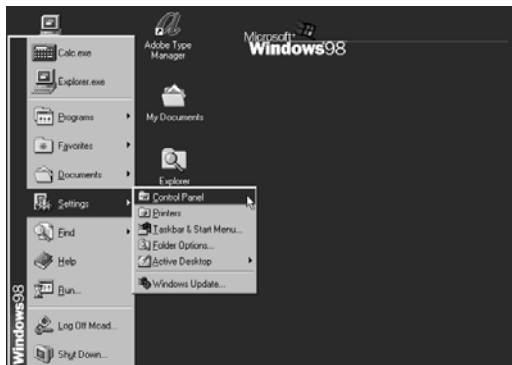 Adobe Type
Manager
Microsoft
Windows98
My Documents
Explorer
Calc.exe
Explorer.exe
Programs
Favorites
Documents
Settings
Find
Help
Run...
Log Off Mcad...
Shut Down...
Windows98
Control Panel
Printers
Taskbar & Start Menu...
Folder Options...
Active Desktop
Windows Update...